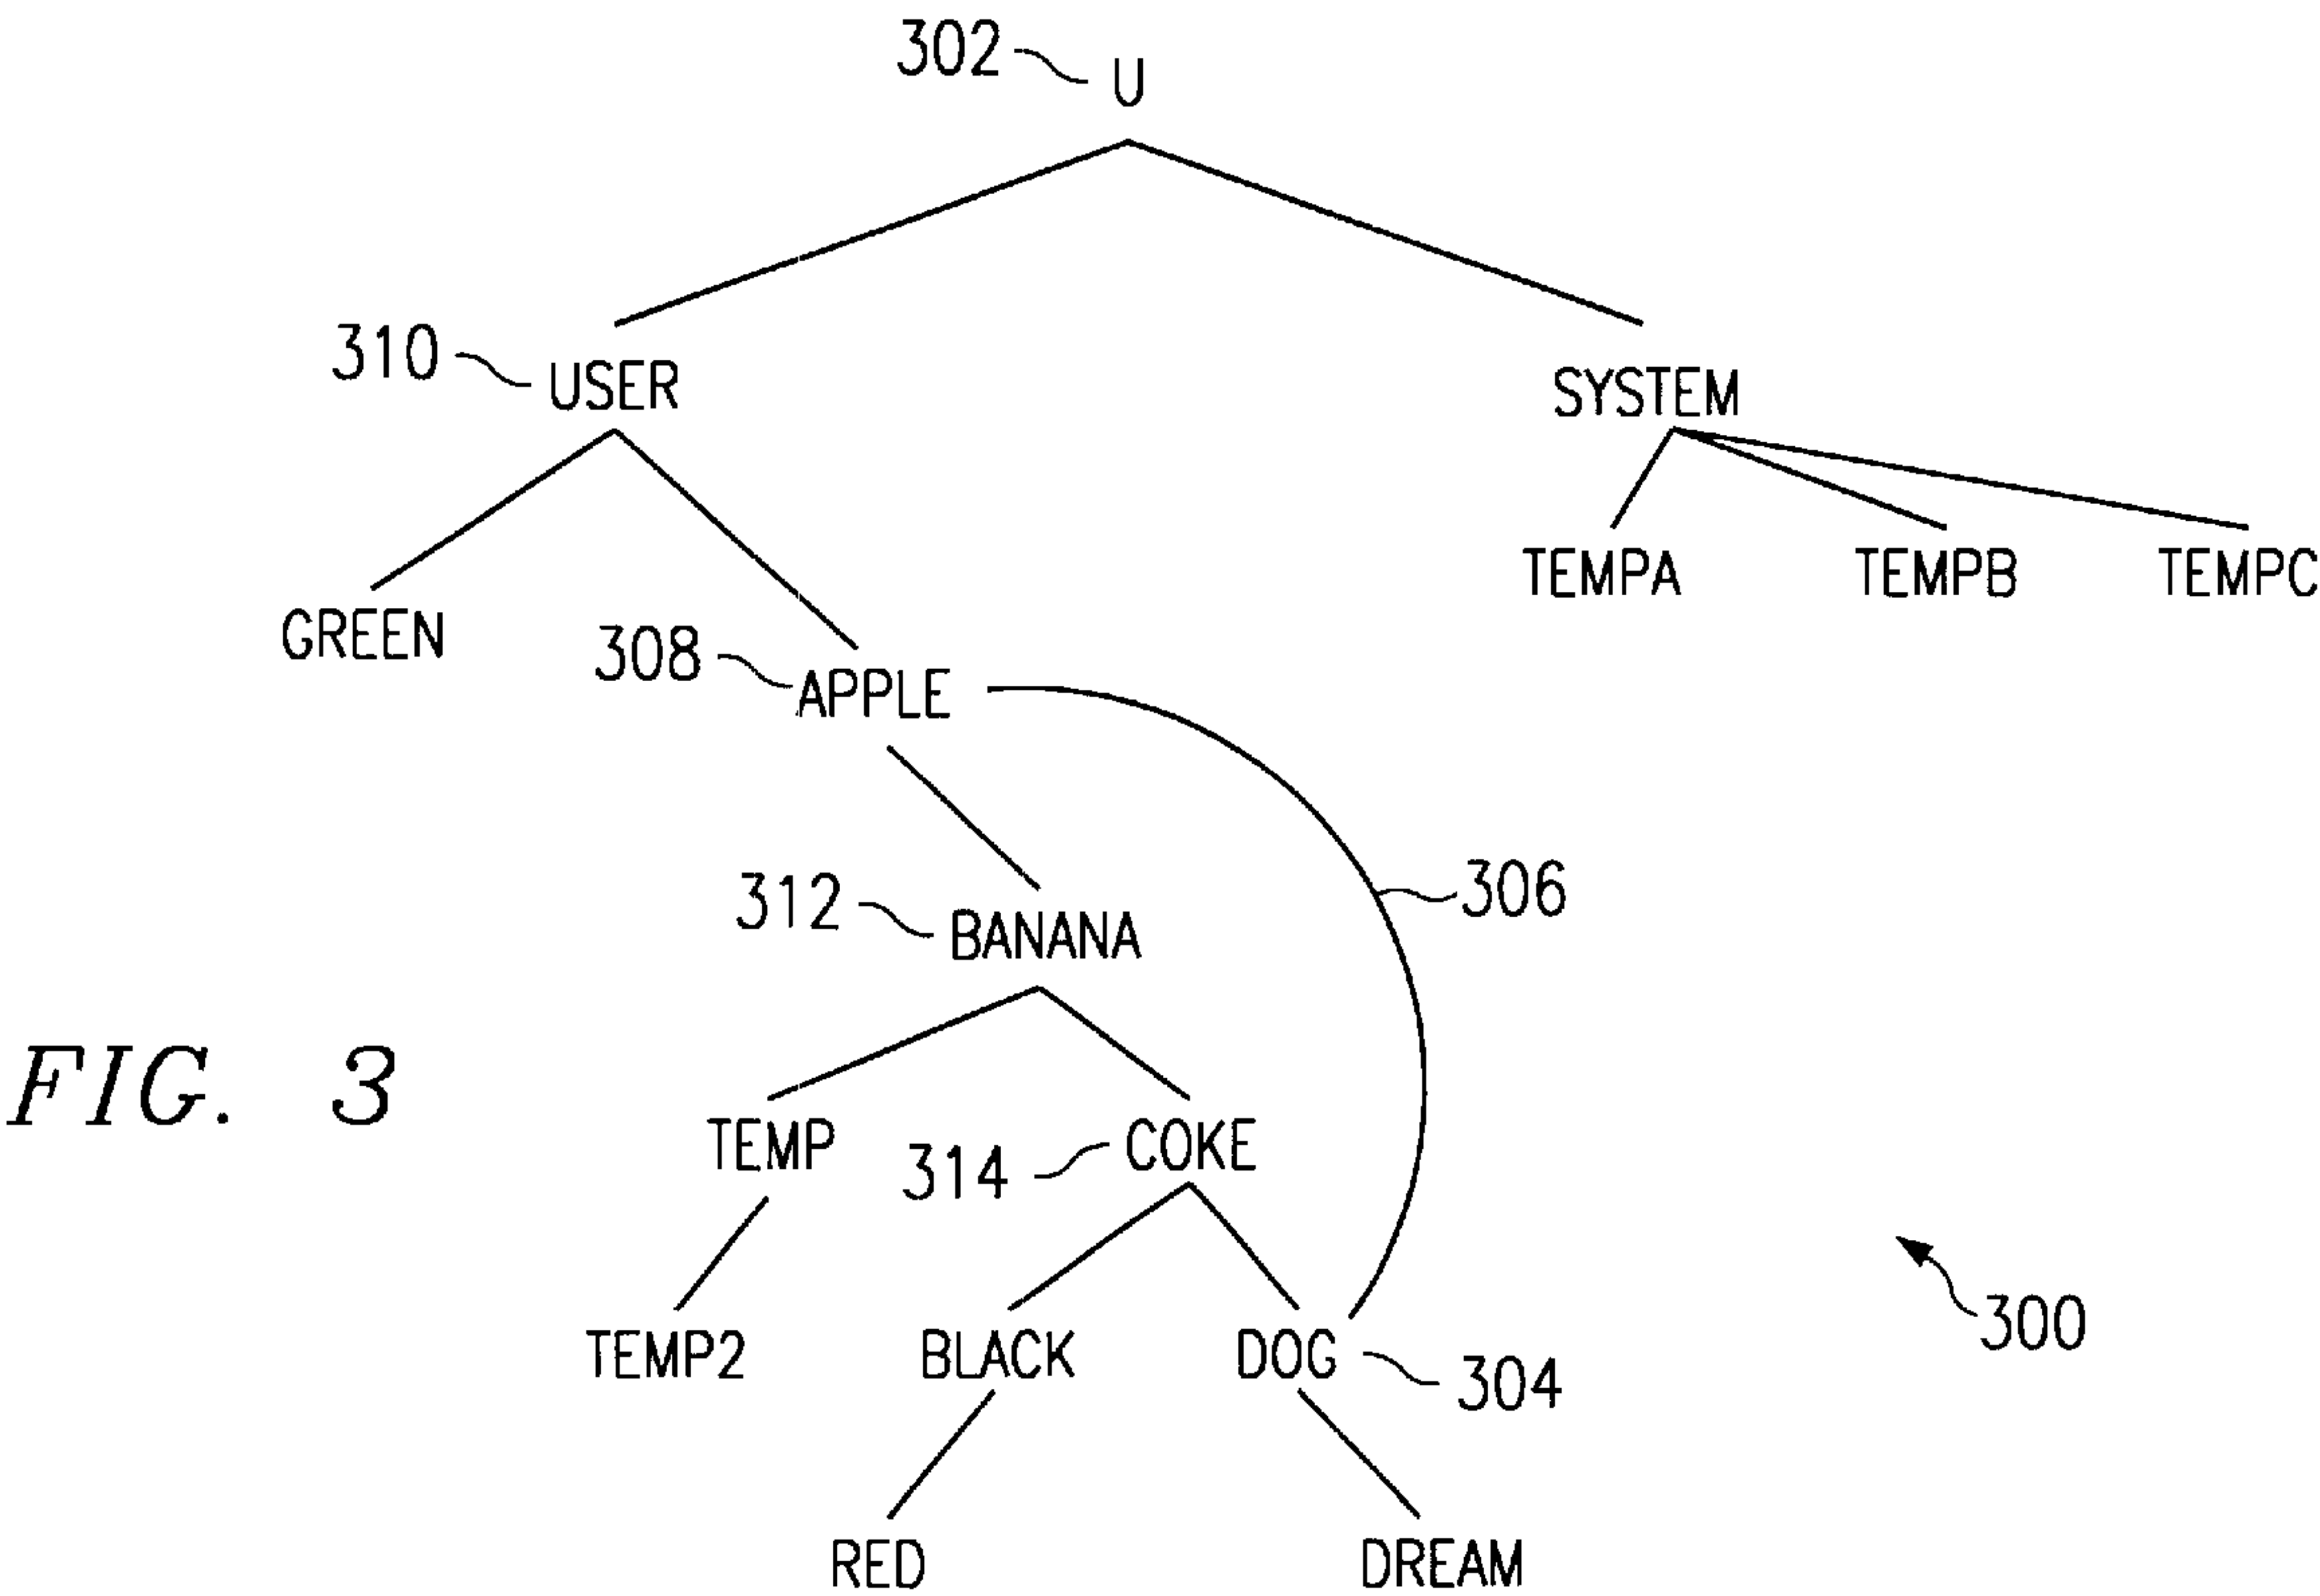 302 U
310 USER SYSTEM
TEMPA TEMPB TEMPC
GREEN
308 APPLE
312 BANANA 306
FIG. 3
TEMP 314 COKE
300
TEMP2 BLACK DOG 304
RED DREAM